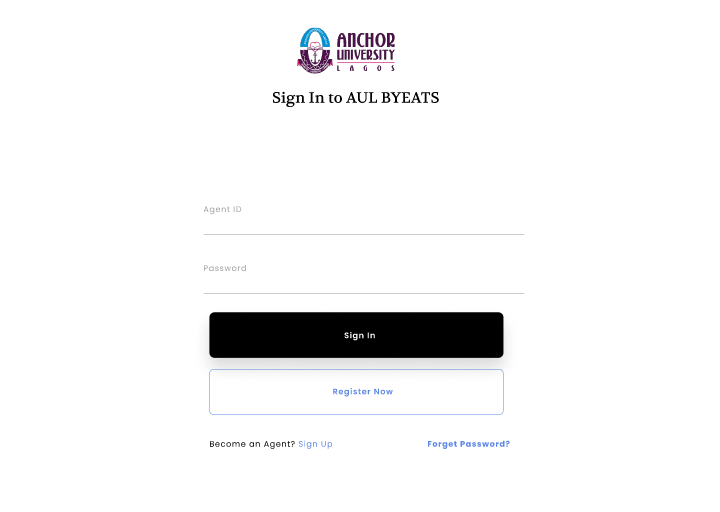 ANCHOR
UNIVERSITY
LAGOS
Sign In to AUL BYEATS
Agent ID
Password
Sign In
Register Now
Become an Agent? Sign Up
Forget Password?